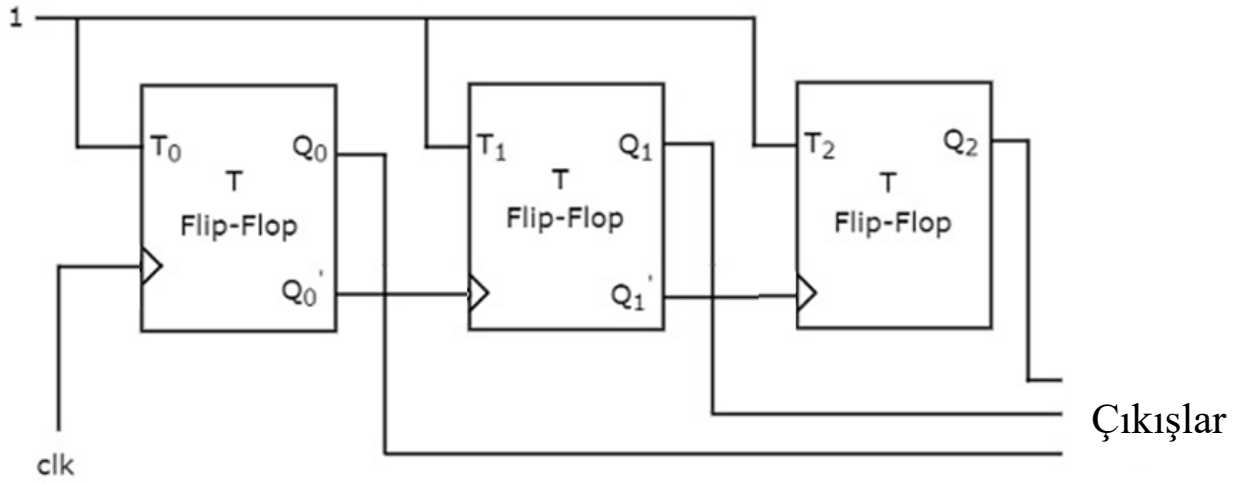 1
T₀ Q₀
T
Flip-Flop
Q₀'
T₁ Q₁
T
Flip-Flop
Q₁'
T₂ Q₂
T
Flip-Flop
Çıkışlar
clk